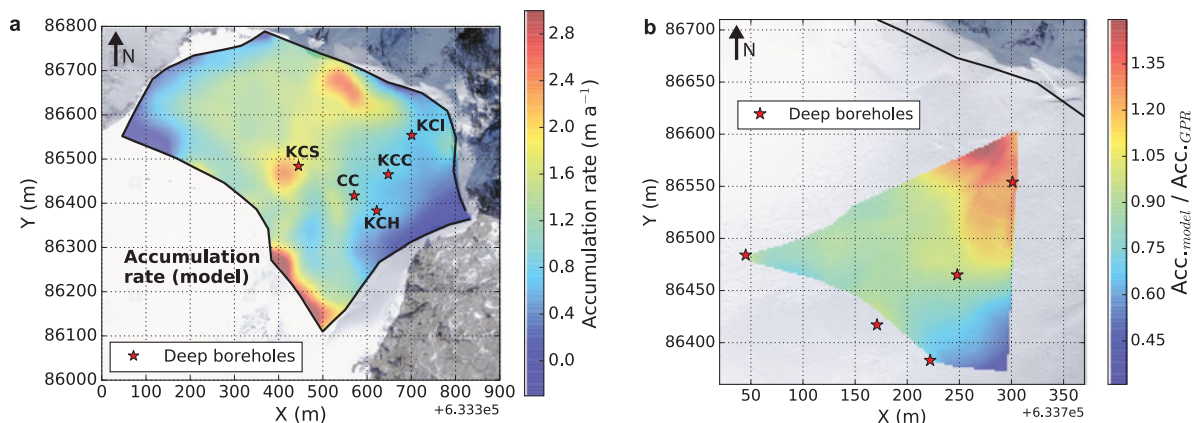 a
N
86800
86700
86600
86500
86400
86300
86200
86100
86000
Y (m)
KCI
KCS
KCC
CC
KCH
Accumulation
rate (model)
Deep boreholes
0 100 200 300 400 500 600 700 800 900
X (m)
+6.333e5
2.8
2.4
2.0
1.6
1.2
0.8
0.4
0.0
Accumulation rate (m a⁻¹)
b
N
86700
86650
86600
86550
86500
86450
86400
Y (m)
Deep boreholes
50 100 150 200 250 300 350
X (m)
+6.337e5
1.35
1.20
1.05
0.90
0.75
0.60
0.45
Acc.model / Acc.GPR